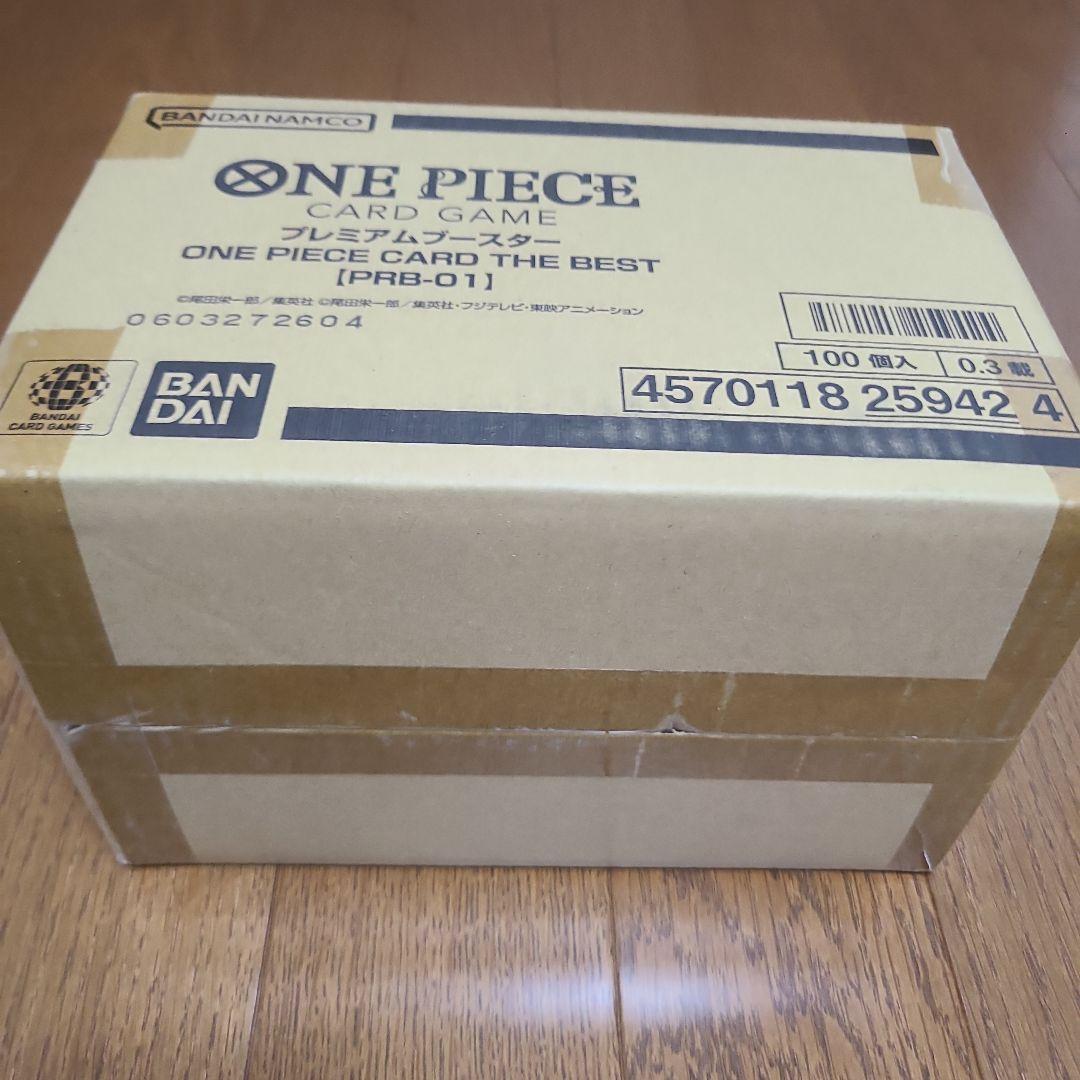 BANDAI NAMCO
ONE PIECE
CARD GAME
プレミアムブースター
ONE PIECE CARD THE BEST
【PRB-01】
©尾田栄一郎／集英社 ©尾田栄一郎／集英社・フジテレビ・東映アニメーション
0603272604
100 個入 0.3 載
4570118 25942 4
BANDAI
CARD GAMES
BAN
DAI